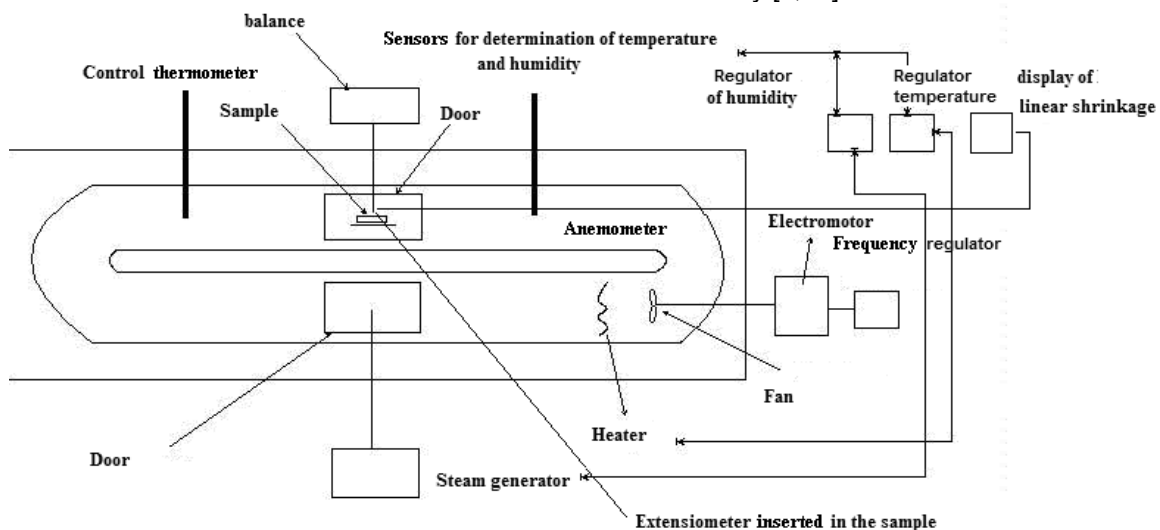 balance
Sensors for determination of temperature
and humidity
Control thermometer
Sample
Door
Regulator
of humidity
Regulator
temperature
display of
linear shrinkage
Anemometer
Electromotor
Frequency regulator
Fan
Heater
Door
Steam generator
Extensiometer inserted in the sample